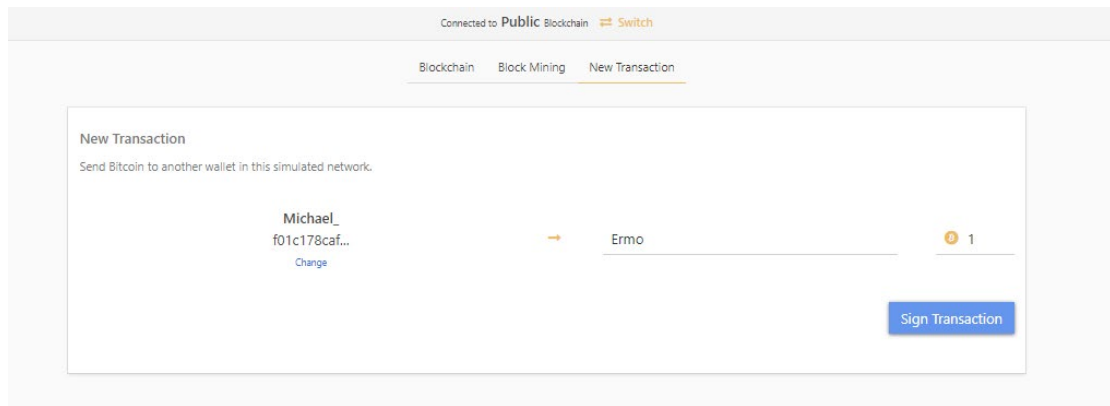 Connected to Public Blockchain Switch
Blockchain Block Mining New Transaction
New Transaction
Send Bitcoin to another wallet in this simulated network.
Michael_
f01c178caf...
Change
Ermo
1
Sign Transaction